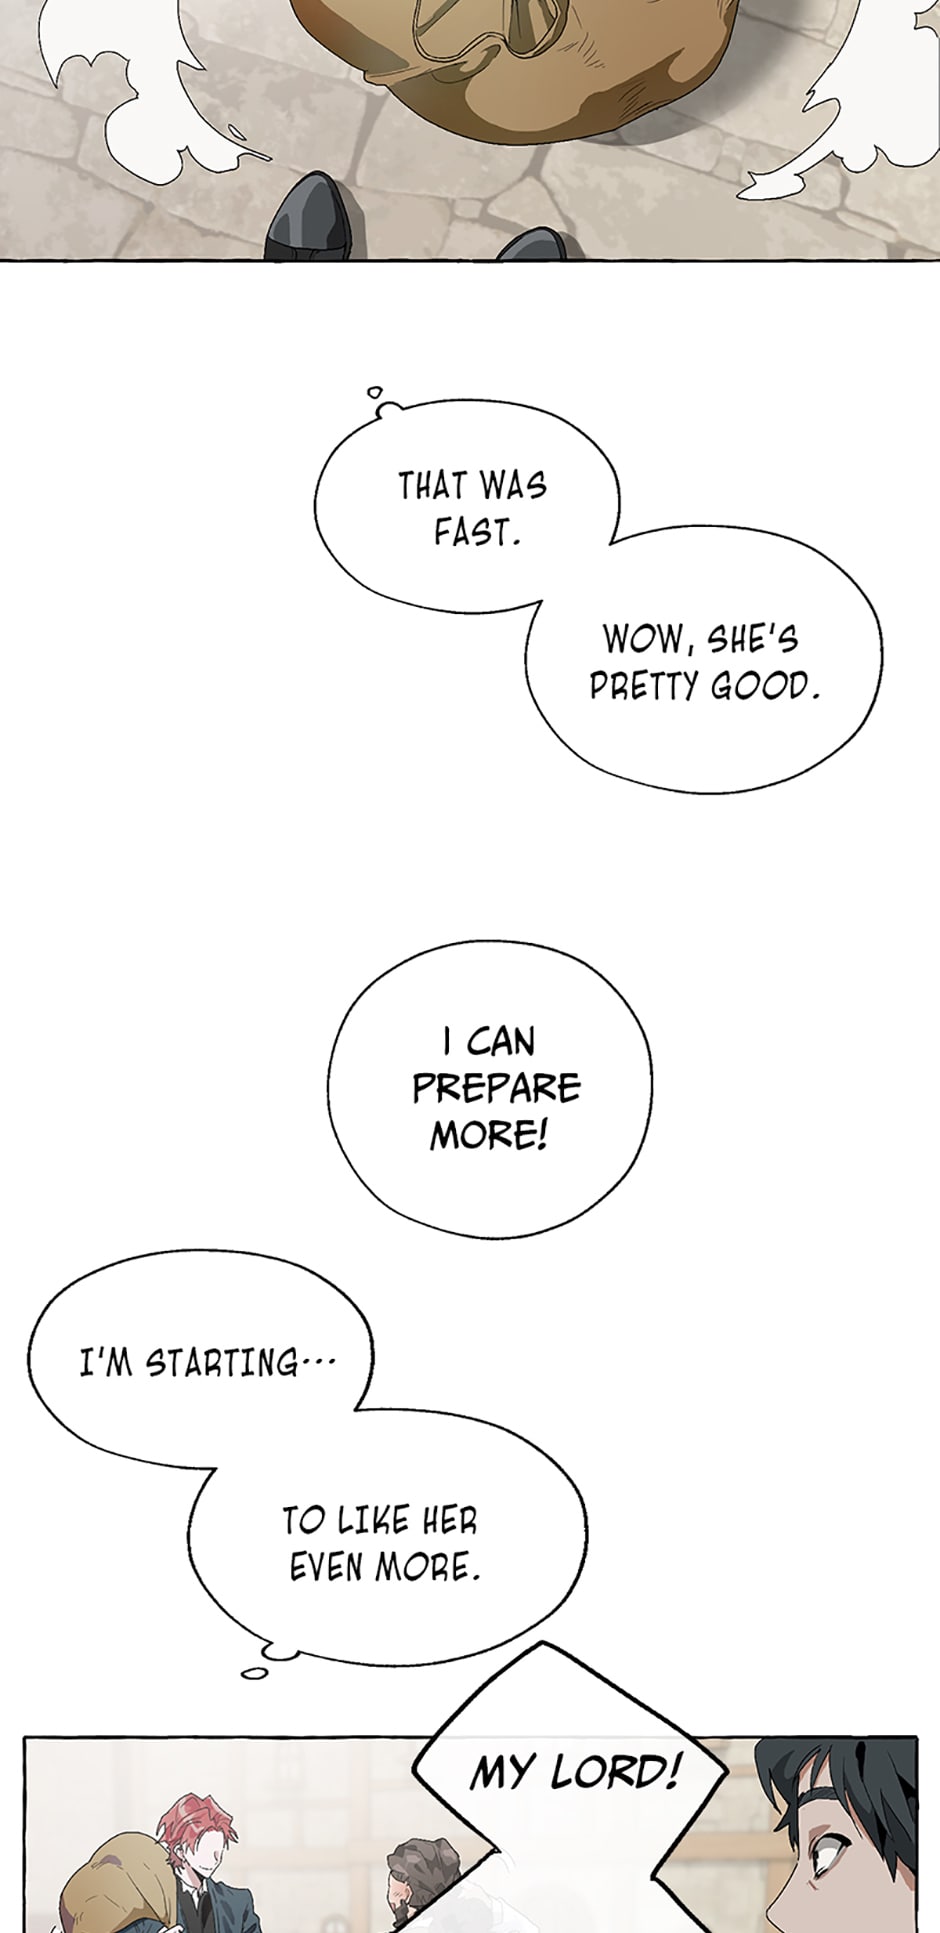 THAT WAS
FAST.
WOW, SHE'S
PRETTY GOOD.
I CAN
PREPARE
MORE!
I'M STARTING...
TO LIKE HER
EVEN MORE.
MY LORD!